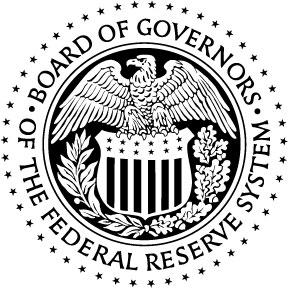 BOARD OF GOVERNORS
OF THE FEDERAL RESERVE SYSTEM